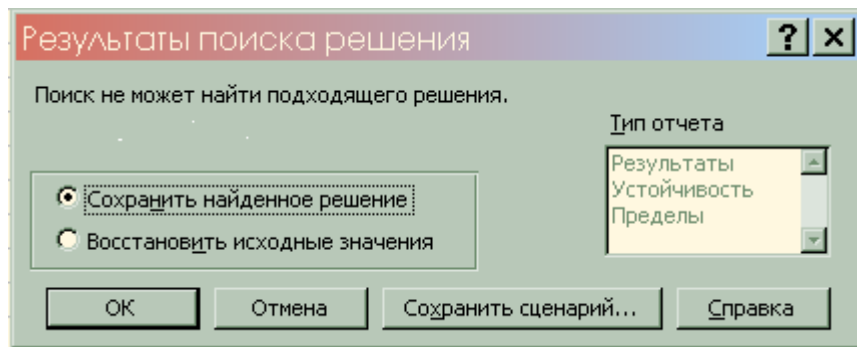 Результаты поиска решения
? ×
Поиск не может найти подходящего решения.
Тип отчета
Результаты
Устойчивость
Пределы
Сохранить найденное решение
Восстановить исходные значения
OK Отмена Сохранить сценарий... Справка